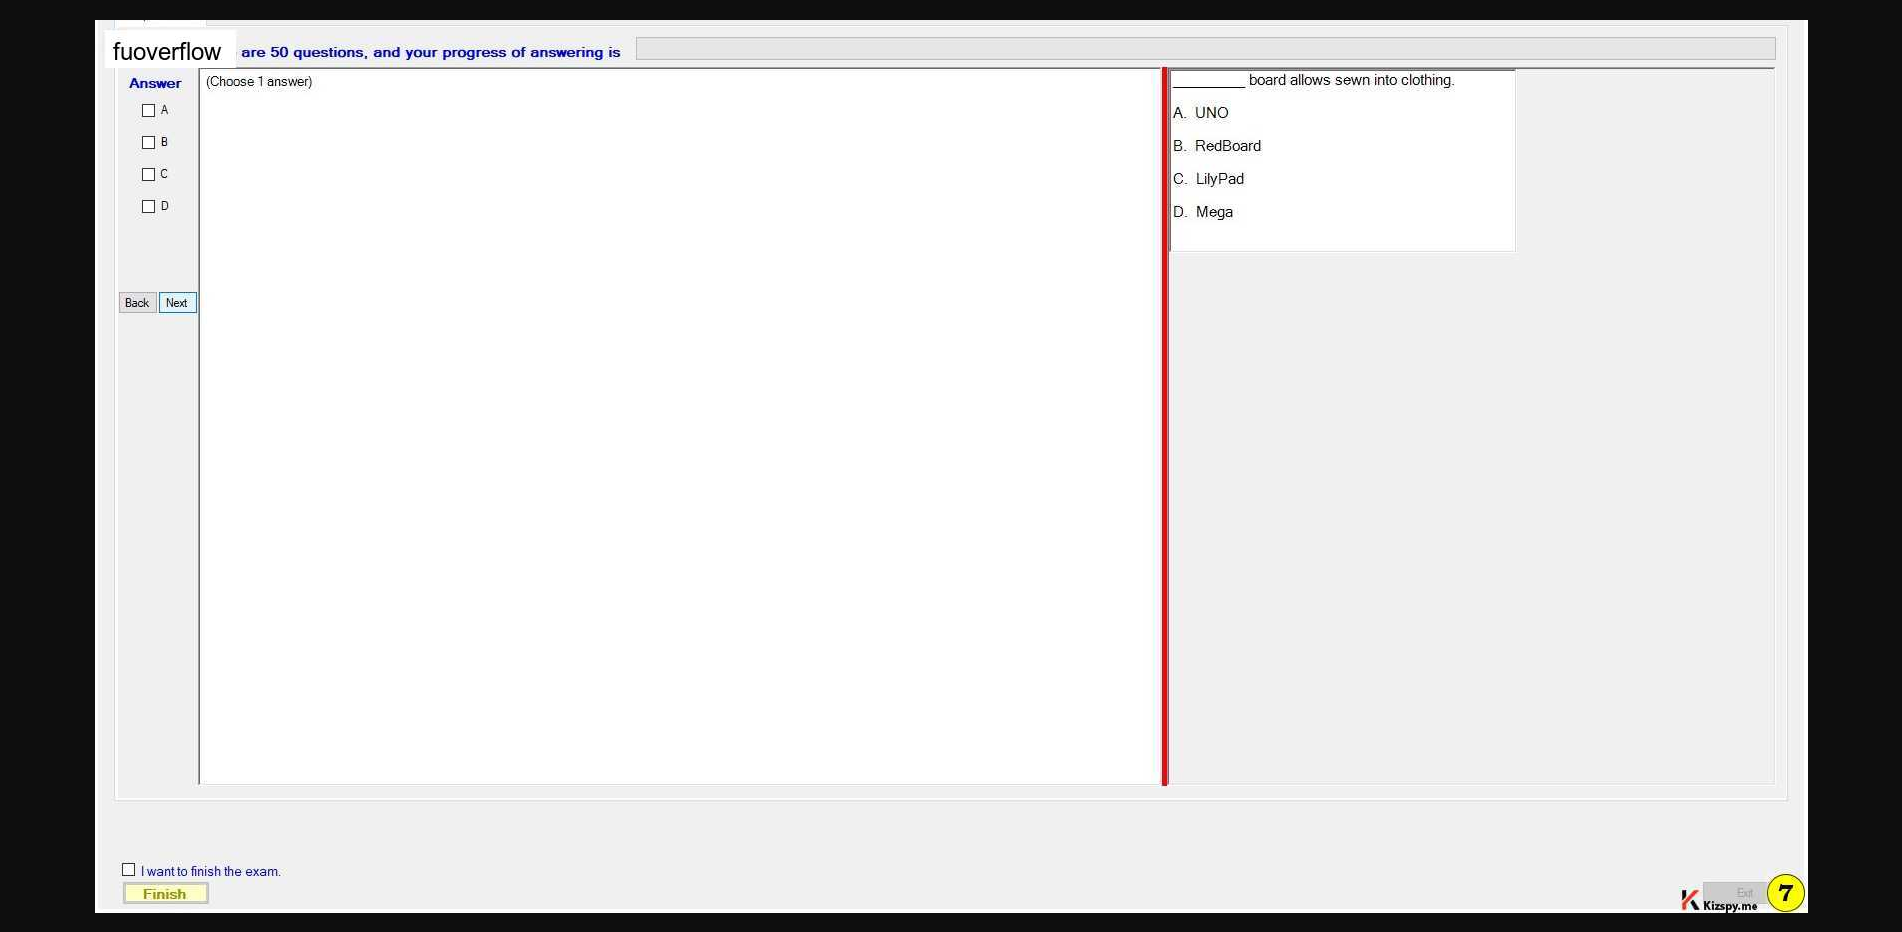 fuoverflow are 50 questions, and your progress of answering is
Answer
(Choose 1 answer)
A
B
C
D
Back Next
_________ board allows sewn into clothing.
A. UNO
B. RedBoard
C. LilyPad
D. Mega
I want to finish the exam.
Finish
Exit
Kizspy.me
7